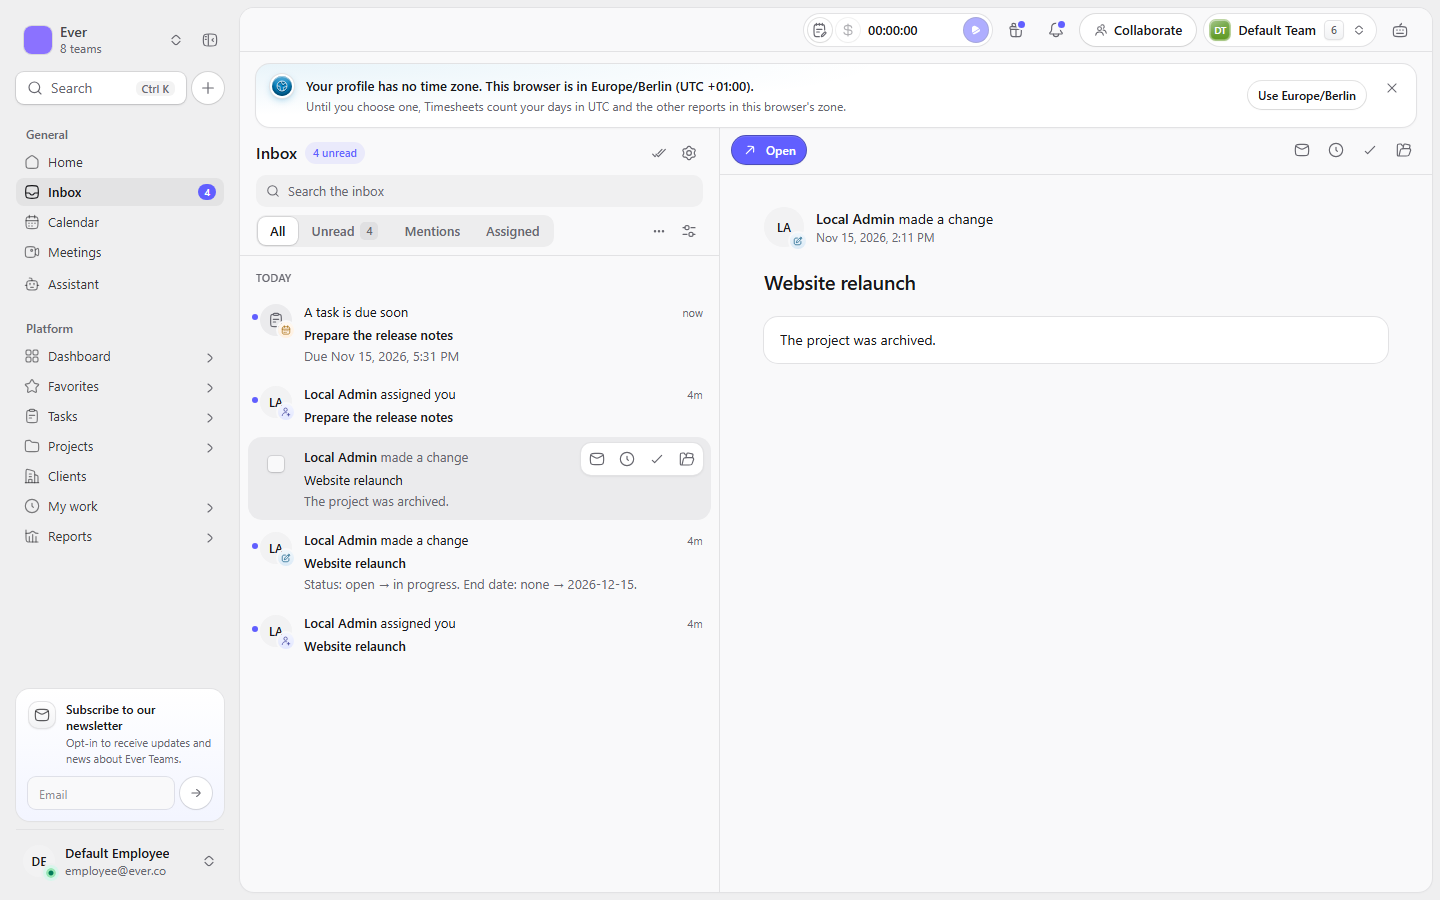 Ever
8 teams
Search
Ctrl K
General
Home
Inbox
4
Calendar
Meetings
Assistant
Platform
Dashboard
Favorites
Tasks
Projects
Clients
My work
Reports
Subscribe to our
newsletter
Opt-in to receive updates and
news about Ever Teams.
Email
DE
Default Employee
employee@ever.co
$
00:00:00
Collaborate
DT
Default Team
6
Your profile has no time zone. This browser is in Europe/Berlin (UTC +01:00).
Until you choose one, Timesheets count your days in UTC and the other reports in this browser's zone.
Use Europe/Berlin
Inbox
4 unread
Search the inbox
All
Unread 4
Mentions
Assigned
TODAY
A task is due soon
now
Prepare the release notes
Due Nov 15, 2026, 5:31 PM
LA
Local Admin assigned you
4m
Prepare the release notes
Local Admin made a change
Website relaunch
The project was archived.
LA
Local Admin made a change
4m
Website relaunch
Status: open → in progress. End date: none → 2026-12-15.
LA
Local Admin assigned you
4m
Website relaunch
Open
LA
Local Admin made a change
Nov 15, 2026, 2:11 PM
Website relaunch
The project was archived.